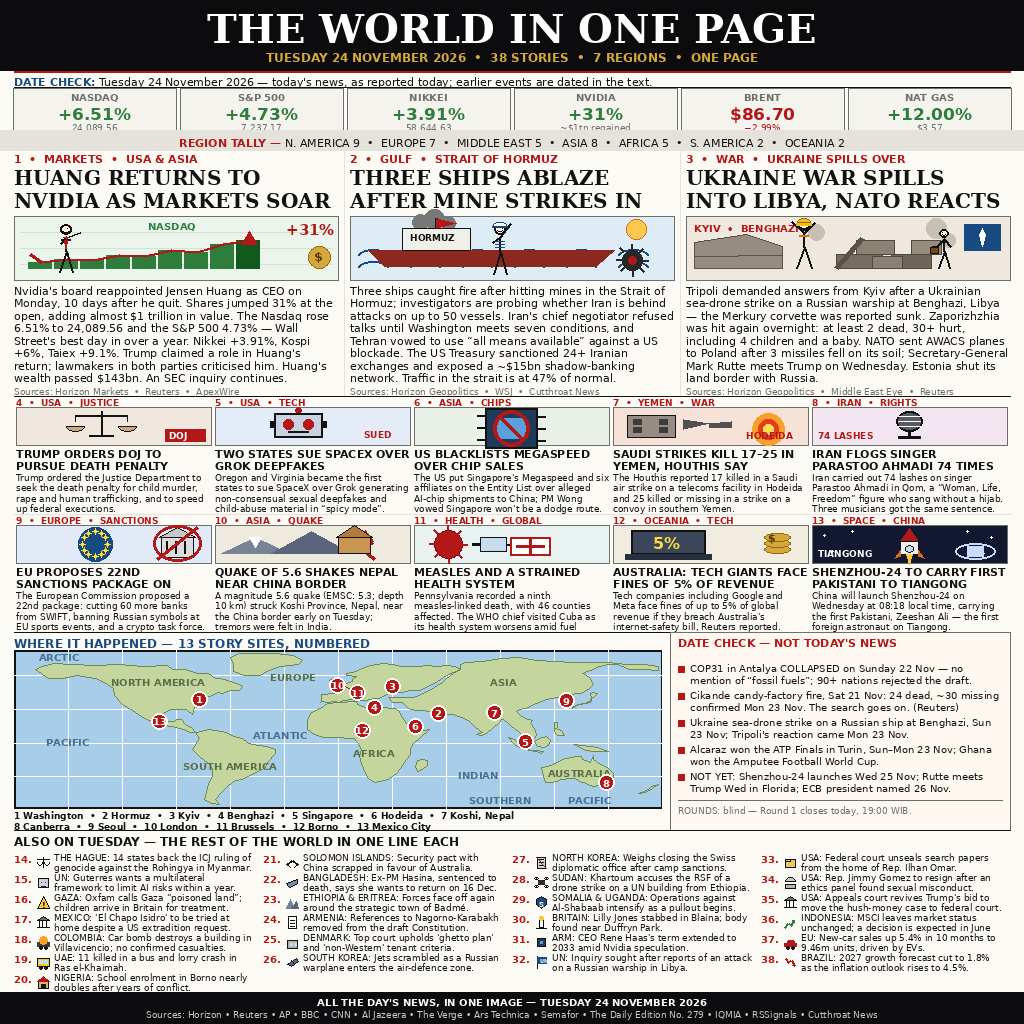 THE WORLD IN ONE PAGE
TUESDAY 24 NOVEMBER 2026 • 38 STORIES • 7 REGIONS • ONE PAGE
DATE CHECK: Tuesday 24 November 2026 — today's news, as reported today; earlier events are dated in the text.
NASDAQ
+6.51%
24,089.56
S&P 500
+4.73%
7,237.17
NIKKEI
+3.91%
58,644.63
NVIDIA
+31%
~$1tn regained
BRENT
$86.70
−2.99%
NAT GAS
+12.00%
$3.57
REGION TALLY — N. AMERICA 9 • EUROPE 7 • MIDDLE EAST 5 • ASIA 8 • AFRICA 5 • S. AMERICA 2 • OCEANIA 2
1 • MARKETS • USA & ASIA
HUANG RETURNS TO
NVIDIA AS MARKETS SOAR
NASDAQ
+31%
$
Nvidia's board reappointed Jensen Huang as CEO on
Monday, 10 days after he quit. Shares jumped 31% at the
open, adding almost $1 trillion in value. The Nasdaq rose
6.51% to 24,089.56 and the S&P 500 4.73% — Wall
Street's best day in over a year. Nikkei +3.91%, Kospi
+6%, Taiex +9.1%. Trump claimed a role in Huang's
return; lawmakers in both parties criticised him. Huang's
wealth passed $143bn. An SEC inquiry continues.
Sources: Horizon Markets • Reuters • ApexWire
2 • GULF • STRAIT OF HORMUZ
THREE SHIPS ABLAZE
AFTER MINE STRIKES IN
HORMUZ
Three ships caught fire after hitting mines in the Strait of
Hormuz; investigators are probing whether Iran is behind
attacks on up to 50 vessels. Iran's chief negotiator refused
talks until Washington meets seven conditions, and
Tehran vowed to use “all means available” against a US
blockade. The US Treasury sanctioned 24+ Iranian
exchanges and exposed a ~$15bn shadow-banking
network. Traffic in the strait is at 47% of normal.
Sources: Horizon Geopolitics • WSJ • Cutthroat News
3 • WAR • UKRAINE SPILLS OVER
UKRAINE WAR SPILLS
INTO LIBYA, NATO REACTS
KYIV • BENGHAZI
Tripoli demanded answers from Kyiv after a Ukrainian
sea-drone strike on a Russian warship at Benghazi, Libya
— the Merkury corvette was reported sunk. Zaporizhzhia
was hit again overnight: at least 2 dead, 30+ hurt,
including 4 children and a baby. NATO sent AWACS planes
to Poland after 3 missiles fell on its soil; Secretary-General
Mark Rutte meets Trump on Wednesday. Estonia shut its
land border with Russia.
Sources: Horizon Geopolitics • Middle East Eye • Reuters
4 • USA • JUSTICE
DOJ
TRUMP ORDERS DOJ TO
PURSUE DEATH PENALTY
Trump ordered the Justice Department to
seek the death penalty for child murder,
rape and human trafficking, and to speed
up federal executions.
5 • USA • TECH
SUED
TWO STATES SUE SPACEX OVER
GROK DEEPFAKES
Oregon and Virginia became the first
states to sue SpaceX over Grok generating
non-consensual sexual deepfakes and
child-abuse material in “spicy mode”.
6 • ASIA • CHIPS
US BLACKLISTS MEGASPEED
OVER CHIP SALES
The US put Singapore's Megaspeed and six
affiliates on the Entity List over alleged
AI-chip shipments to China; PM Wong
vowed Singapore won't be a dodge route.
7 • YEMEN • WAR
HODEIDA
SAUDI STRIKES KILL 17–25 IN
YEMEN, HOUTHIS SAY
The Houthis reported 17 killed in a Saudi
air strike on a telecoms facility in Hodeida
and 25 killed or missing in a strike on a
convoy in southern Yemen.
8 • IRAN • RIGHTS
74 LASHES
IRAN FLOGS SINGER
PARASTOO AHMADI 74 TIMES
Iran carried out 74 lashes on singer
Parastoo Ahmadi in Qom, a “Woman, Life,
Freedom” figure who sang without a hijab.
Three musicians got the same sentence.
9 • EUROPE • SANCTIONS
EU PROPOSES 22ND
SANCTIONS PACKAGE ON
The European Commission proposed a
22nd package: cutting 60 more banks
from SWIFT, banning Russian symbols at
EU sports events, and a crypto task force.
10 • ASIA • QUAKE
QUAKE OF 5.6 SHAKES NEPAL
NEAR CHINA BORDER
A magnitude 5.6 quake (EMSC: 5.3; depth
10 km) struck Koshi Province, Nepal, near
the China border early on Tuesday;
tremors were felt in India.
11 • HEALTH • GLOBAL
MEASLES AND A STRAINED
HEALTH SYSTEM
Pennsylvania recorded a ninth
measles-linked death, with 46 counties
affected. The WHO chief visited Cuba as
its health system worsens amid fuel
12 • OCEANIA • TECH
5%
$
AUSTRALIA: TECH GIANTS FACE
FINES OF 5% OF REVENUE
Tech companies including Google and
Meta face fines of up to 5% of global
revenue if they breach Australia's
internet-safety bill, Reuters reported.
13 • SPACE • CHINA
TIANGONG
SHENZHOU-24 TO CARRY FIRST
PAKISTANI TO TIANGONG
China will launch Shenzhou-24 on
Wednesday at 08:18 local time, carrying
the first Pakistani, Zeeshan Ali — the first
foreign astronaut on Tiangong.
WHERE IT HAPPENED — 13 STORY SITES, NUMBERED
ARCTIC
NORTH AMERICA
EUROPE
ASIA
PACIFIC
ATLANTIC
AFRICA
SOUTH AMERICA
INDIAN
AUSTRALIA
SOUTHERN
PACIFIC
10
11
3
1
9
4
13
2
7
6
12
5
8
1 Washington • 2 Hormuz • 3 Kyiv • 4 Benghazi • 5 Singapore • 6 Hodeida • 7 Koshi, Nepal
8 Canberra • 9 Seoul • 10 London • 11 Brussels • 12 Borno • 13 Mexico City
DATE CHECK — NOT TODAY'S NEWS
COP31 in Antalya COLLAPSED on Sunday 22 Nov — no
mention of “fossil fuels”; 90+ nations rejected the draft.
Cikande candy-factory fire, Sat 21 Nov: 24 dead, ~30 missing
confirmed Mon 23 Nov. The search goes on. (Reuters)
Ukraine sea-drone strike on a Russian ship at Benghazi, Sun
23 Nov; Tripoli's reaction came Mon 23 Nov.
Alcaraz won the ATP Finals in Turin, Sun–Mon 23 Nov; Ghana
won the Amputee Football World Cup.
NOT YET: Shenzhou-24 launches Wed 25 Nov; Rutte meets
Trump Wed in Florida; ECB president named 26 Nov.
ROUNDS: blind — Round 1 closes today, 19:00 WIB.
ALSO ON TUESDAY — THE REST OF THE WORLD IN ONE LINE EACH
14. THE HAGUE: 14 states back the ICJ ruling of
genocide against the Rohingya in Myanmar.
15. UN: Guterres wants a multilateral
framework to limit AI risks within a year.
16. GAZA: Oxfam calls Gaza “poisoned land”;
children arrive in Britain for treatment.
17. MEXICO: 'El Chapo Isidro' to be tried at
home despite a US extradition request.
18. COLOMBIA: Car bomb destroys a building in
Villavicencio; no confirmed casualties.
19. UAE: 11 killed in a bus and lorry crash in
Ras el-Khaimah.
20. NIGERIA: School enrolment in Borno nearly
doubles after years of conflict.
21. SOLOMON ISLANDS: Security pact with
China scrapped in favour of Australia.
22. BANGLADESH: Ex-PM Hasina, sentenced to
death, says she wants to return on 16 Dec.
23. ETHIOPIA & ERITREA: Forces face off again
around the strategic town of Badmé.
24. ARMENIA: References to Nagorno-Karabakh
removed from the draft Constitution.
25. DENMARK: Top court upholds 'ghetto plan'
and 'non-Western' tenant criteria.
26. SOUTH KOREA: Jets scrambled as a Russian
warplane enters the air-defence zone.
27. NORTH KOREA: Weighs closing the Swiss
diplomatic office after camp sanctions.
28. SUDAN: Khartoum accuses the RSF of a
drone strike on a UN building from Ethiopia.
29. SOMALIA & UGANDA: Operations against
Al-Shabaab intensify as a pullout begins.
30. BRITAIN: Lilly Jones stabbed in Blaina; body
found near Duffryn Park.
31. ARM: CEO Rene Haas's term extended to
2033 amid Nvidia speculation.
32. UN: Inquiry sought after reports of an attack
on a Russian warship in Libya.
33. USA: Federal court unseals search papers
from the home of Rep. Ilhan Omar.
34. USA: Rep. Jimmy Gomez to resign after an
ethics panel found sexual misconduct.
35. USA: Appeals court revives Trump's bid to
move the hush-money case to federal court.
36. INDONESIA: MSCI leaves market status
unchanged; a decision is expected in June
37. EU: New-car sales up 5.4% in 10 months to
9.46m units, driven by EVs.
38. BRAZIL: 2027 growth forecast cut to 1.8%
as the inflation outlook rises to 4.5%.
ALL THE DAY'S NEWS, IN ONE IMAGE — TUESDAY 24 NOVEMBER 2026
Sources: Horizon • Reuters • AP • BBC • CNN • Al Jazeera • The Verge • Ars Technica • Semafor • The Daily Edition No. 279 • IQMIA • RSSignals • Cutthroat News